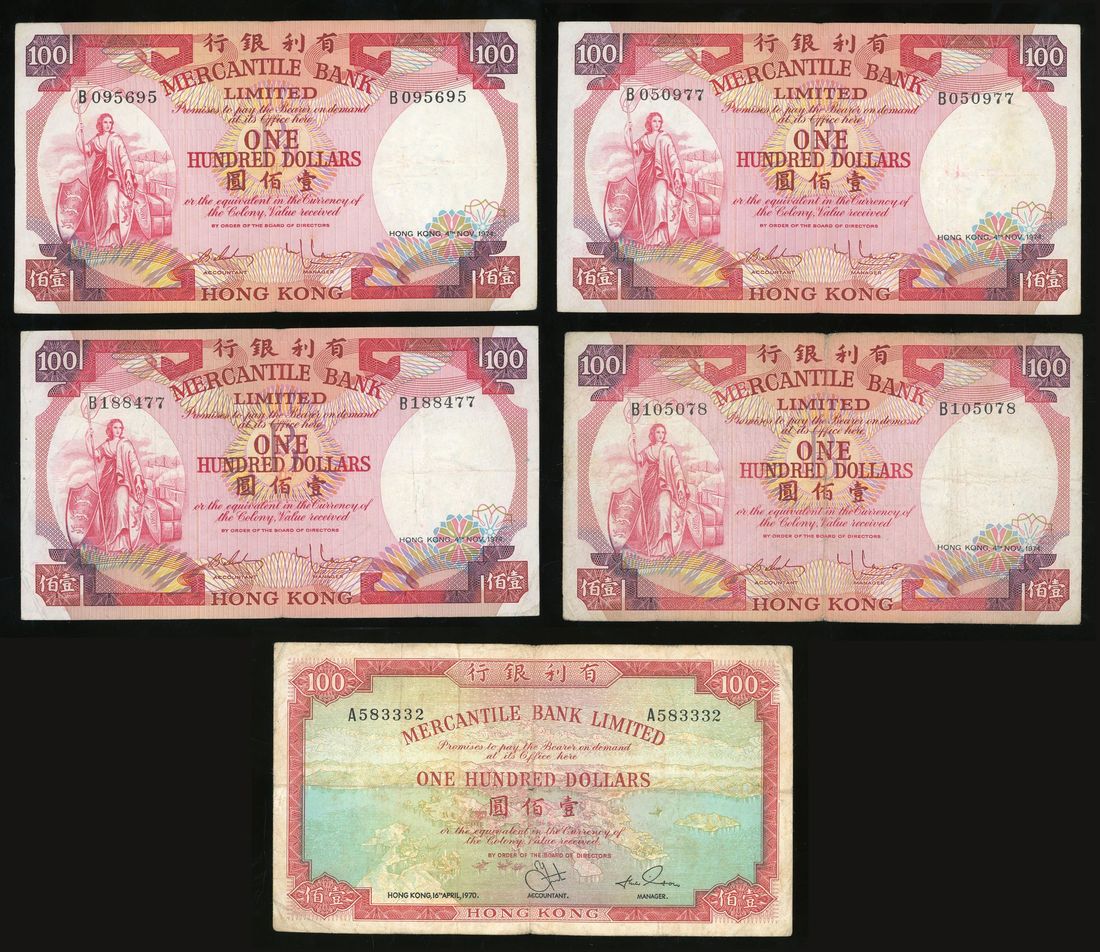 行銀利有
100 100
MERCANTILE BANK
LIMITED
B095695 B095695
Promises to pay the Bearer on demand
at its Office here
ONE
HUNDRED DOLLARS
圓佰壹
or the equivalent in the Currency of
the Colony, Value received
BY ORDER OF THE BOARD OF DIRECTORS
HONG KONG, 4TH NOV, 1974.
ACCOUNTANT MANAGER
佰壹 佰壹
HONG KONG
行銀利有
100 100
MERCANTILE BANK
LIMITED
B050977 B050977
Promises to pay the Bearer on demand
at its Office here
ONE
HUNDRED DOLLARS
圓佰壹
or the equivalent in the Currency of
the Colony, Value received
BY ORDER OF THE BOARD OF DIRECTORS
HONG KONG, 4TH NOV, 1974.
ACCOUNTANT MANAGER
佰壹 佰壹
HONG KONG
行銀利有
100 100
MERCANTILE BANK
LIMITED
B188477 B188477
Promises to pay the Bearer on demand
at its Office here
ONE
HUNDRED DOLLARS
圓佰壹
or the equivalent in the Currency of
the Colony, Value received
BY ORDER OF THE BOARD OF DIRECTORS
HONG KONG, 4TH NOV, 1974.
ACCOUNTANT MANAGER
佰壹 佰壹
HONG KONG
行銀利有
100 100
MERCANTILE BANK
LIMITED
B105078 B105078
Promises to pay the Bearer on demand
at its Office here
ONE
HUNDRED DOLLARS
圓佰壹
or the equivalent in the Currency of
the Colony, Value received
BY ORDER OF THE BOARD OF DIRECTORS
HONG KONG, 4TH NOV, 1974.
ACCOUNTANT MANAGER
佰壹 佰壹
HONG KONG
行銀利有
100 100
A583332 A583332
MERCANTILE BANK LIMITED
Promises to pay the Bearer on demand
at its Office here
ONE HUNDRED DOLLARS
圓佰壹
or the equivalent in the Currency of
the Colony, Value received.
BY ORDER OF THE BOARD OF DIRECTORS
HONG KONG, 16TH APRIL, 1970. ACCOUNTANT. MANAGER.
佰壹 佰壹
HONG KONG